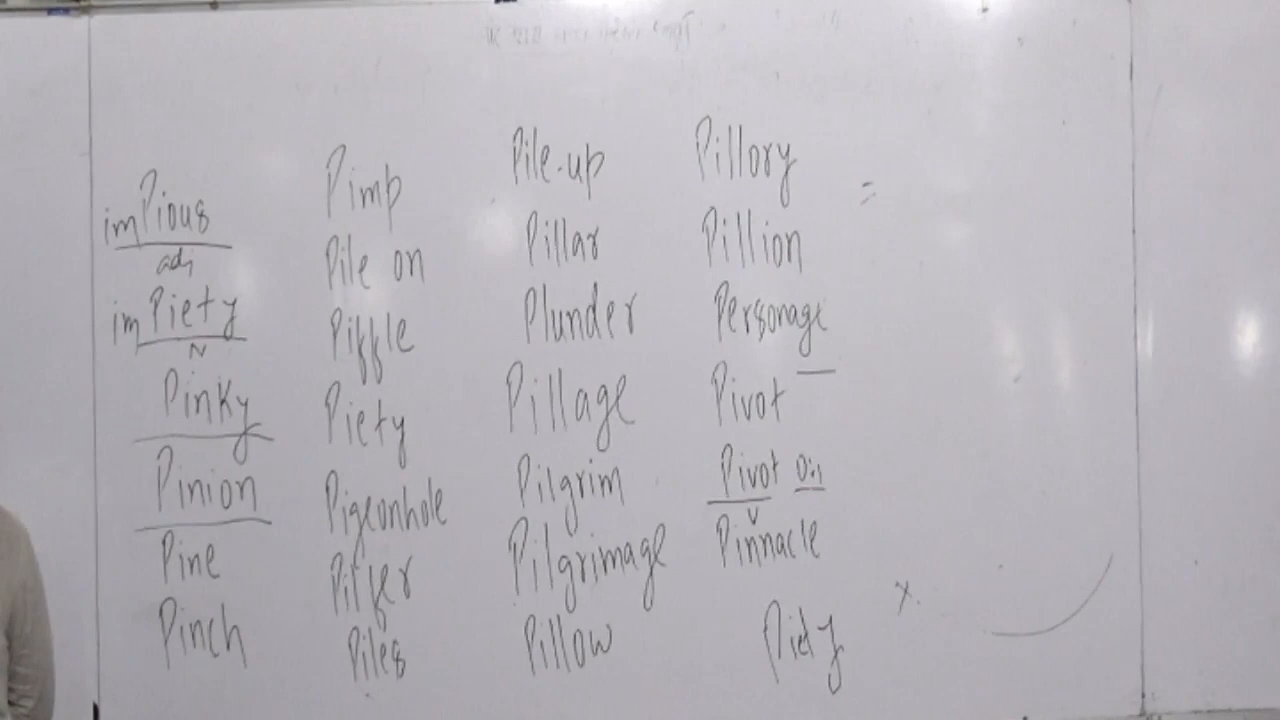 imPious
adj
imPiety
N
Pinky
Pinion
Pine
Pinch
Pimp
Pile on
Piffle
Piety
Pigeonhole
Pilfer
Piles
Pile-up
Pillar
Plunder
Pillage
Pilgrim
Pilgrimage
Pillow
Pillory
=
Pillion
Personage
Pivot
Pivot on
v
Pinnacle
Piety
x